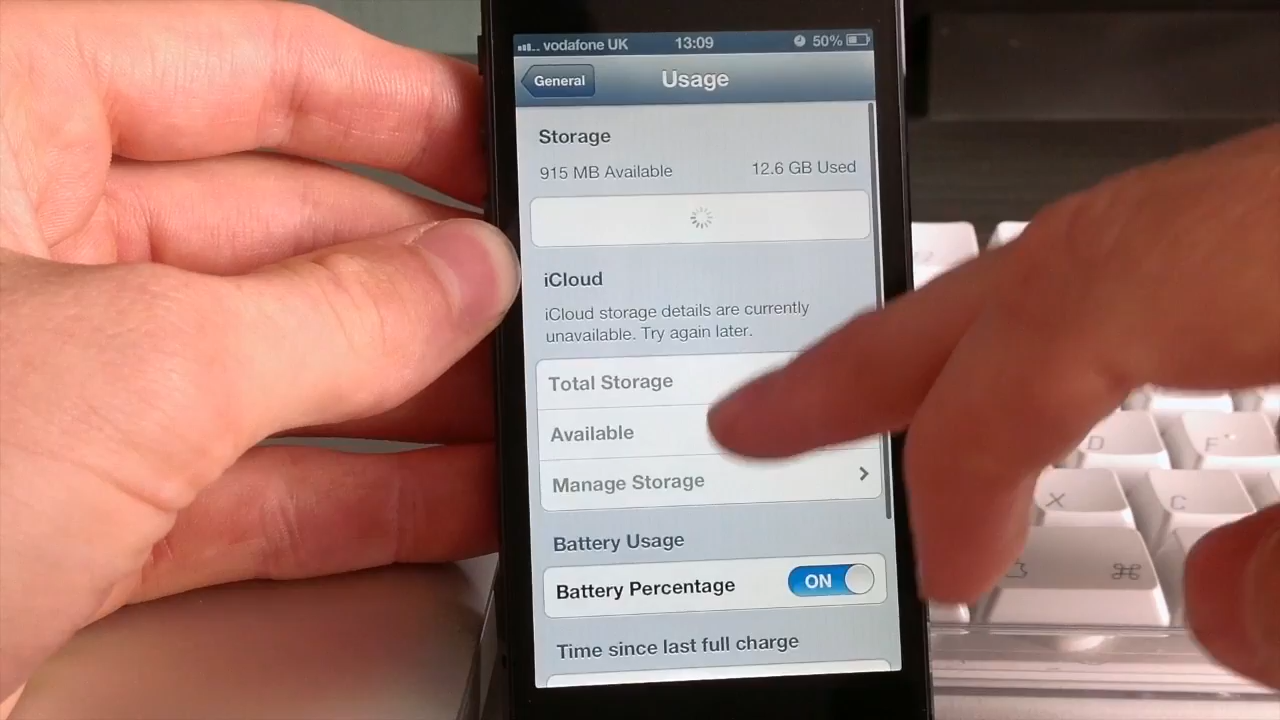 vodafone UK 13:09 50%
General Usage
Storage
915 MB Available 12.6 GB Used
iCloud
iCloud storage details are currently
unavailable. Try again later.
Total Storage
Available
Manage Storage
Battery Usage
Battery Percentage ON
Time since last full charge
D F
X C
⌘